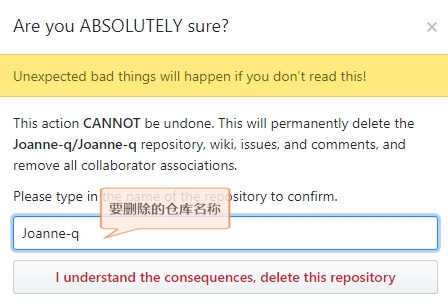 Are you ABSOLUTELY sure?
×
Unexpected bad things will happen if you don’t read this!
This action CANNOT be undone. This will permanently delete the
Joanne-q/Joanne-q repository, wiki, issues, and comments, and
remove all collaborator associations.
Please type in the name of the repository to confirm.
要删除的仓库名称
Joanne-q
I understand the consequences, delete this repository